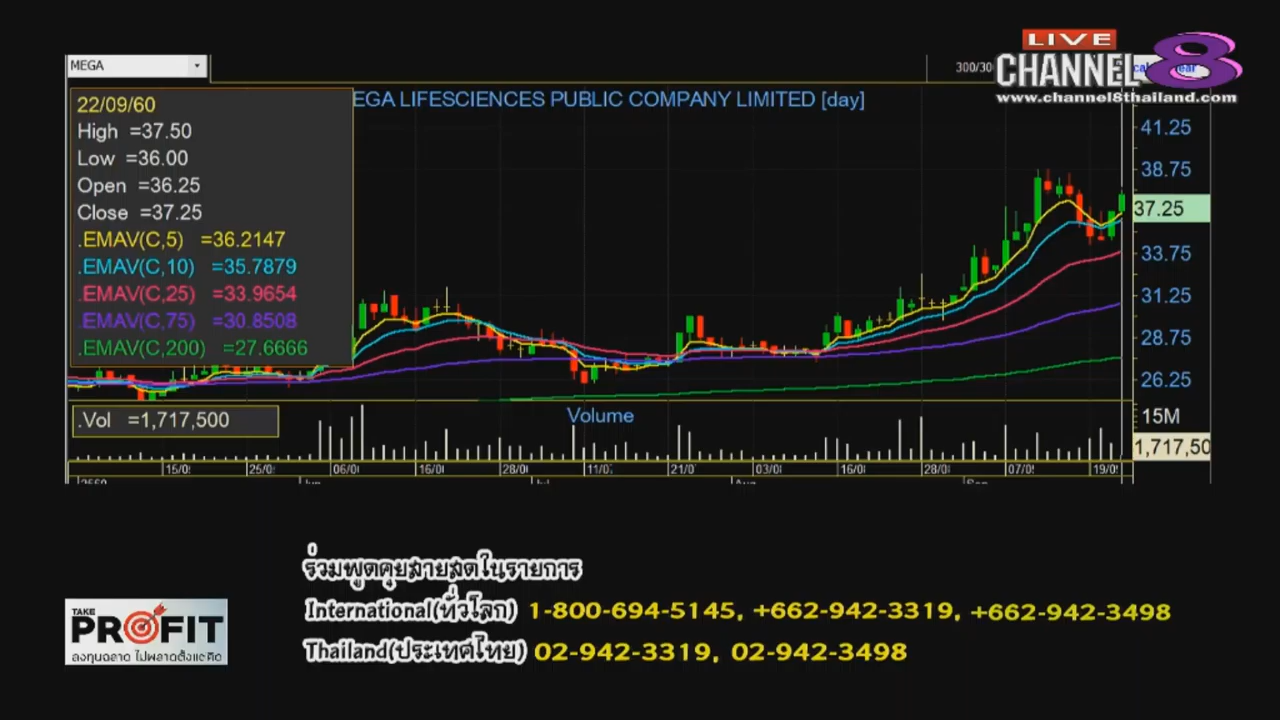 LIVE
CHANNEL 8
www.channel8thailand.com
MEGA
300/30
EGA LIFESCIENCES PUBLIC COMPANY LIMITED [day]
22/09/60
High =37.50
Low =36.00
Open =36.25
Close =37.25
.EMAV(C,5) =36.2147
.EMAV(C,10) =35.7879
.EMAV(C,25) =33.9654
.EMAV(C,75) =30.8508
.EMAV(C,200) =27.6666
41.25
38.75
37.25
33.75
31.25
28.75
26.25
.Vol =1,717,500
Volume
15M
1,717,50
15/0 25/0 06/0 16/0 28/0 11/0 21/0 03/0 16/0 28/0 07/0 19/0
ร่วมพูดคุยสายสดในรายการ
International(ทั่วโลก) 1-800-694-5145, +662-942-3319, +662-942-3498
Thailand(ประเทศไทย) 02-942-3319, 02-942-3498
TAKE
PROFIT
ลงทุนฉลาด ไม่พลาดตั้งแต่คิด